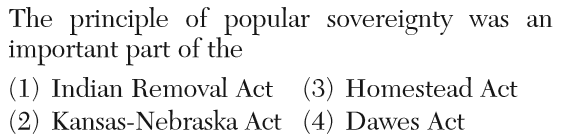 The principle of popular sovereignty was an
important part of the
(1) Indian Removal Act (3) Homestead Act
(2) Kansas-Nebraska Act (4) Dawes Act